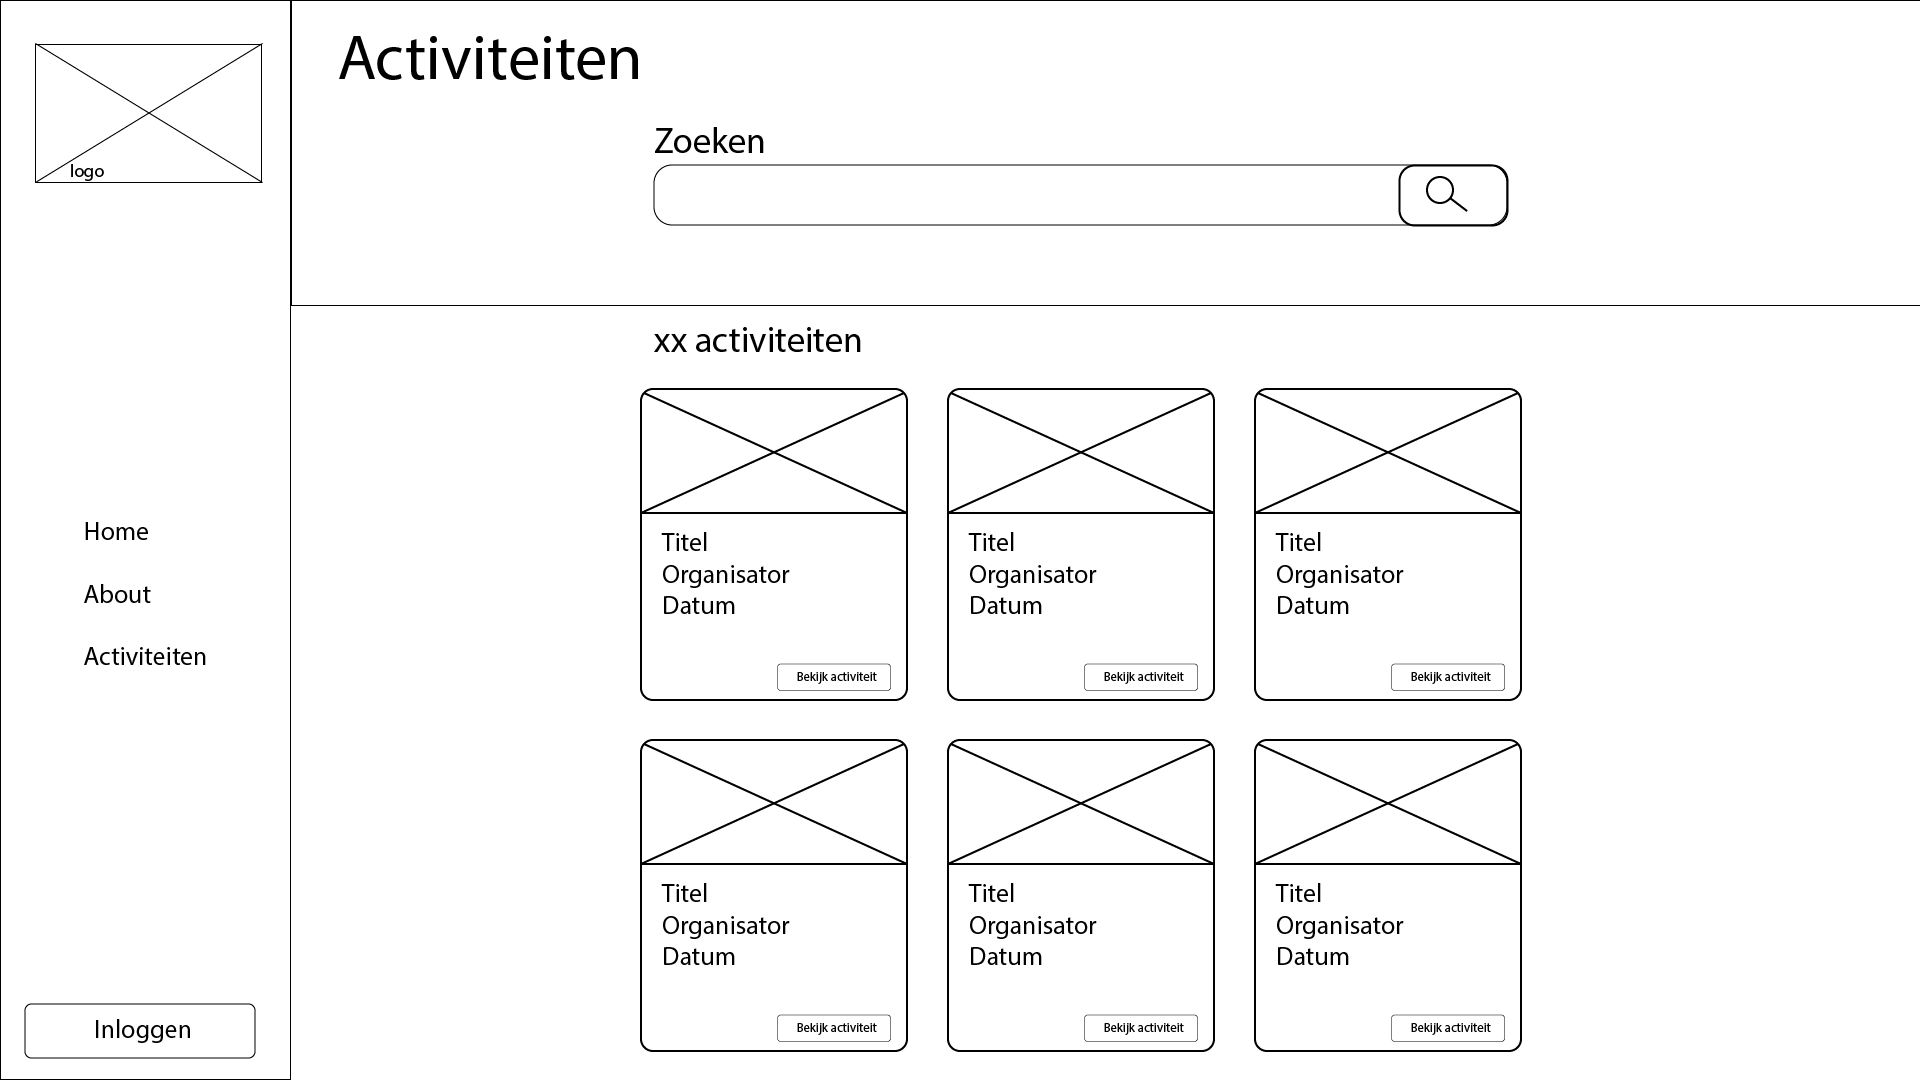 logo
Home
About
Activiteiten
Inloggen
Activiteiten
Zoeken
xx activiteiten
Titel
Organisator
Datum
Bekijk activiteit
Titel
Organisator
Datum
Bekijk activiteit
Titel
Organisator
Datum
Bekijk activiteit
Titel
Organisator
Datum
Bekijk activiteit
Titel
Organisator
Datum
Bekijk activiteit
Titel
Organisator
Datum
Bekijk activiteit